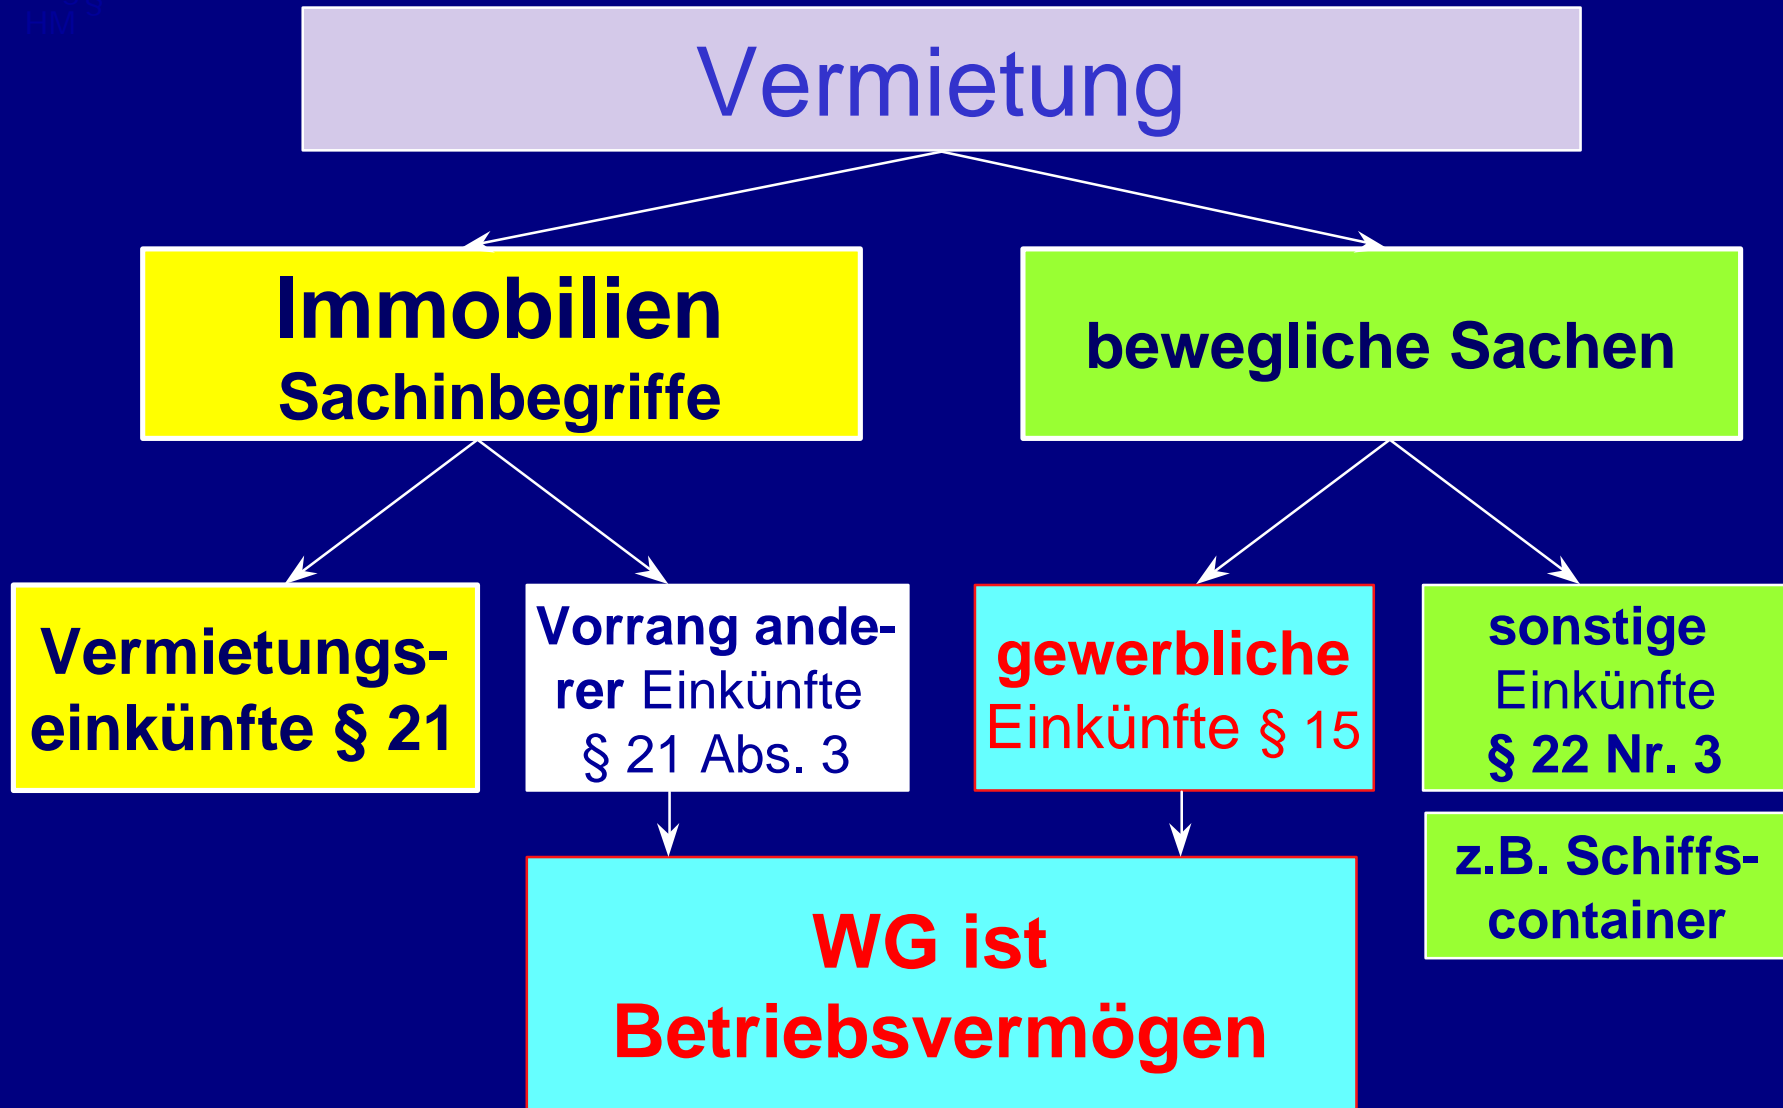 Vermietung
Immobilien
Sachinbegriffe
bewegliche Sachen
Vermietungs-
einkünfte § 21
Vorrang ande-
rer Einkünfte
§ 21 Abs. 3
gewerbliche
Einkünfte § 15
sonstige
Einkünfte
§ 22 Nr. 3
z.B. Schiffs-
container
WG ist
Betriebsvermögen